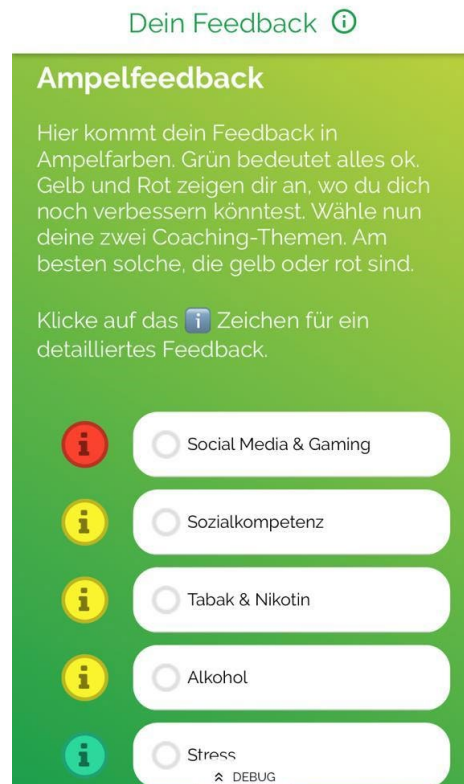 Dein Feedback
Ampelfeedback
Hier kommt dein Feedback in
Ampelfarben. Grün bedeutet alles ok.
Gelb und Rot zeigen dir an, wo du dich
noch verbessern könntest. Wähle nun
deine zwei Coaching-Themen. Am
besten solche, die gelb oder rot sind.
Klicke auf das i Zeichen für ein
detailliertes Feedback.
Social Media & Gaming
Sozialkompetenz
Tabak & Nikotin
Alkohol
Stress
DEBUG